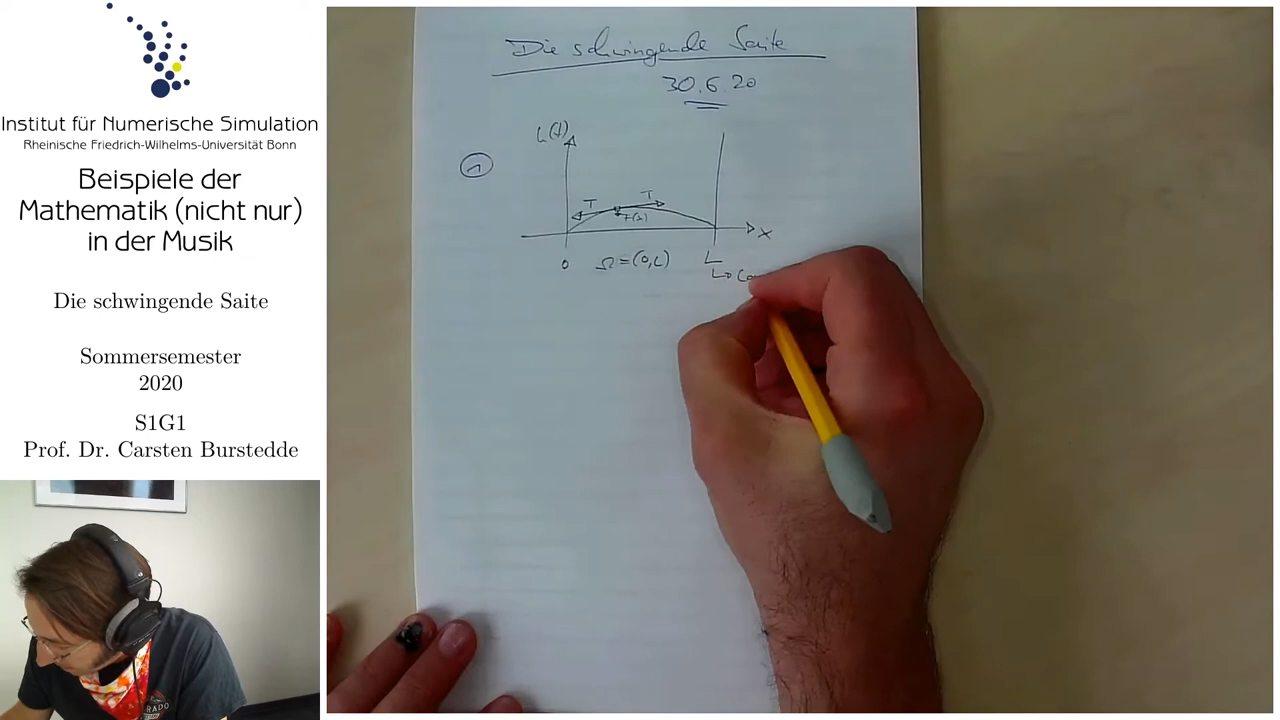 Institut für Numerische Simulation
Rheinische Friedrich-Wilhelms-Universität Bonn
Beispiele der
Mathematik (nicht nur)
in der Musik
Die schwingende Saite
Sommersemester
2020
S1G1
Prof. Dr. Carsten Burstedde
RADO
Die schwingende Saite
30.6.20
1
T T
x
0 Ω=(0,L) L